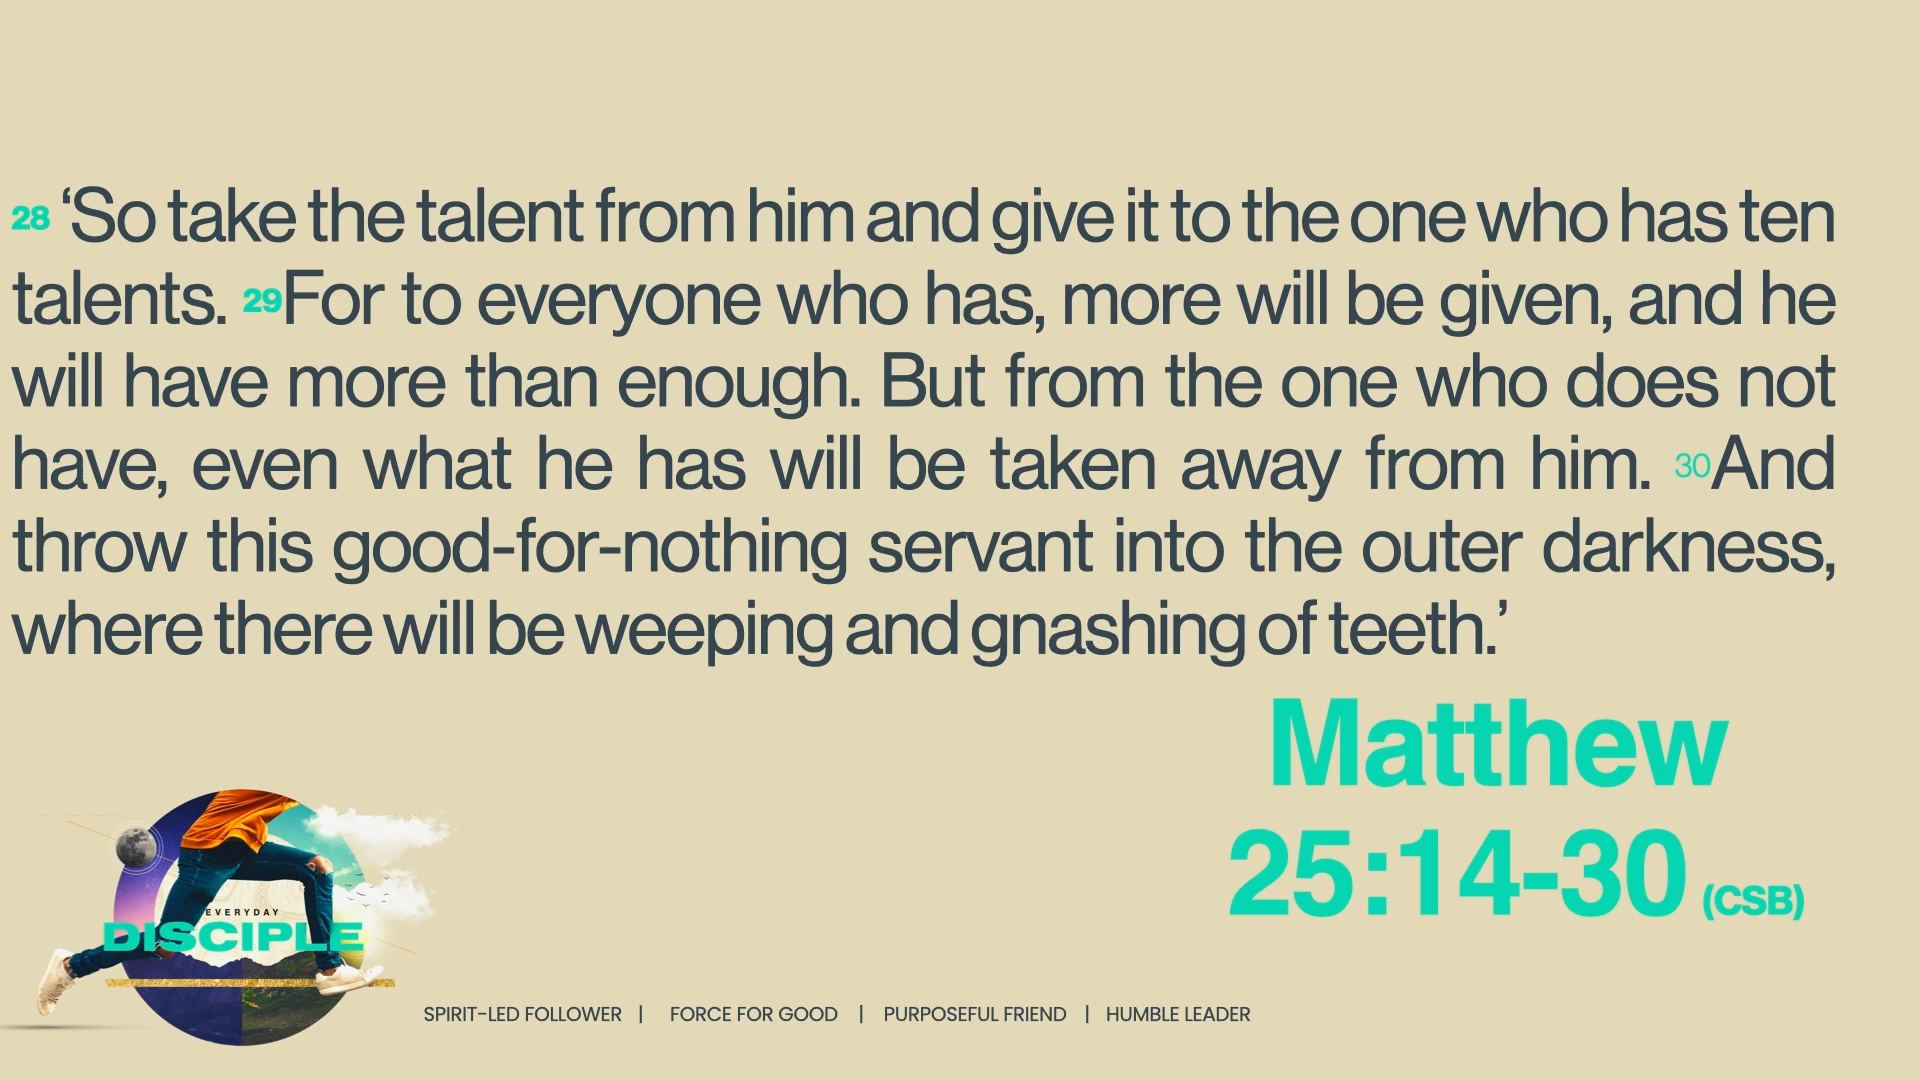 28 ‘So take the talent from him and give it to the one who has ten
talents. 29For to everyone who has, more will be given, and he
will have more than enough. But from the one who does not
have, even what he has will be taken away from him. 30And
throw this good-for-nothing servant into the outer darkness,
where there will be weeping and gnashing of teeth.’
Matthew
25:14-30 (CSB)
EVERYDAY
DISCIPLE
SPIRIT-LED FOLLOWER | FORCE FOR GOOD | PURPOSEFUL FRIEND | HUMBLE LEADER